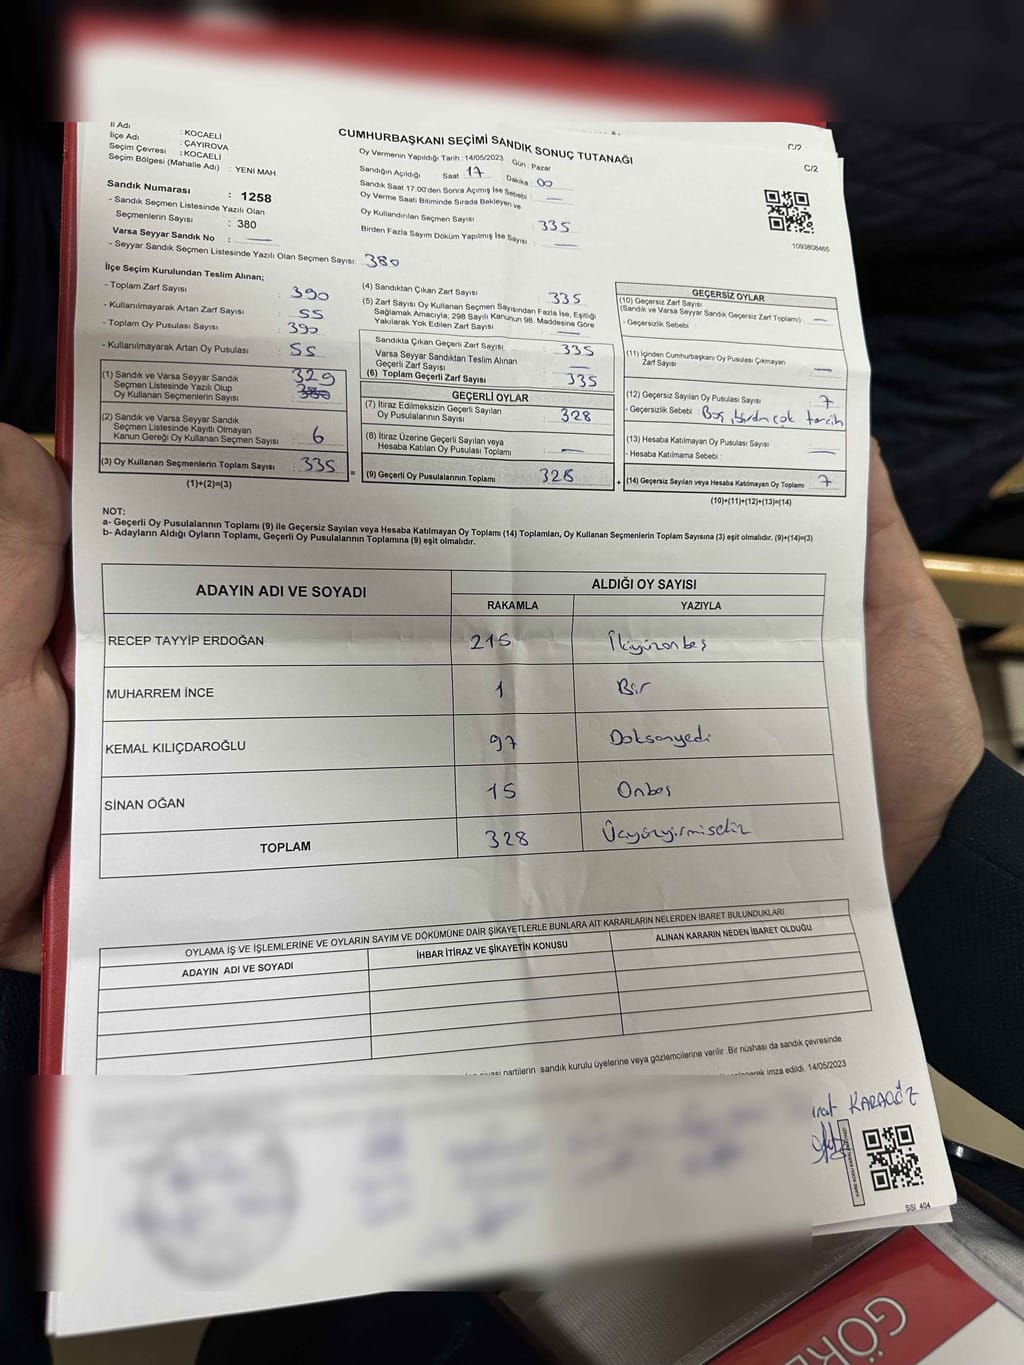 CUMHURBAŞKANI SEÇİMİ SANDIK SONUÇ TUTANAĞI
C/2
C/2
İl Adı : KOCAELİ
İlçe Adı : ÇAYIROVA
Seçim Çevresi : KOCAELİ
Seçim Bölgesi (Mahalle Adı) : YENİ MAH.
Sandık Numarası : 1258
- Sandık Seçmen Listesinde Yazılı Olan
Seçmenlerin Sayısı : 380
Varsa Seyyar Sandık No : —
- Seyyar Sandık Seçmen Listesinde Yazılı Olan Seçmen Sayısı: 380
Oy Vermenin Yapıldığı Tarih : 14/05/2023 Gün : Pazar
Sandığın Açıldığı Saat : 17 Dakika : 00
Sandık Saat 17:00'den Sonra Açımış İse Sebebi : —
Oy Verme Saati Bitiminde Sırada Bekleyen ve
Oy Kullandırılan Seçmen Sayısı : 335
Birden Fazla Sayım Döküm Yapılmış İse Sayısı : —
1093808465
İlçe Seçim Kurulundan Teslim Alınan;
- Toplam Zarf Sayısı : 390
- Kullanılmayarak Artan Zarf Sayısı : 55
- Toplam Oy Pusulası Sayısı : 390
- Kullanılmayarak Artan Oy Pusulası : 55
(1) Sandık ve Varsa Seyyar Sandık
Seçmen Listesinde Yazılı Olup
Oy Kullanan Seçmenlerin Sayısı : 329
(2) Sandık ve Varsa Seyyar Sandık
Seçmen Listesinde Kayıtlı Olmayan
Kanun Gereği Oy Kullanan Seçmen Sayısı : 6
(3) Oy Kullanan Seçmenlerin Toplam Sayısı : 335
(1)+(2)=(3)
(4) Sandıktan Çıkan Zarf Sayısı : 335
(5) Zarf Sayısı Oy Kullanan Seçmen Sayısından Fazla İse, Eşitliği
Sağlamak Amacıyla; 298 Sayılı Kanunun 98. Maddesine Göre
Yakılarak Yok Edilen Zarf Sayısı : —
Sandıkta Çıkan Geçerli Zarf Sayısı : 335
Varsa Seyyar Sandıktan Teslim Alınan
Geçerli Zarf Sayısı : —
(6) Toplam Geçerli Zarf Sayısı : 335
GEÇERLİ OYLAR
(7) İtiraz Edilmeksizin Geçerli Sayılan
Oy Pusulalarının Sayısı : 328
(8) İtiraz Üzerine Geçerli Sayılan veya
Hesaba Katılan Oy Pusulası Toplamı : —
= (9) Geçerli Oy Pusulalarının Toplamı : 328
GEÇERSİZ OYLAR
(10) Geçersiz Zarf Sayısı
(Sandık ve Varsa Seyyar Sandık Geçersiz Zarf Toplamı) : —
- Geçersizlik Sebebi :
(11) İçinden Cumhurbaşkanı Oy Pusulası Çıkmayan
Zarf Sayısı : —
(12) Geçersiz Sayılan Oy Pusulası Sayısı : 7
- Geçersizlik Sebebi : Boş, birden çok tercih
(13) Hesaba Katılmayan Oy Pusulası Sayısı : —
- Hesaba Katılmama Sebebi :
+ (14) Geçersiz Sayılan veya Hesaba Katılmayan Oy Toplamı : 7
(10)+(11)+(12)+(13)=(14)
NOT:
a- Geçerli Oy Pusulalarının Toplamı (9) ile Geçersiz Sayılan veya Hesaba Katılmayan Oy Toplamı (14) Toplamları, Oy Kullanan Seçmenlerin Toplam Sayısına (3) eşit olmalıdır. (9)+(14)=(3)
b- Adayların Aldığı Oyların Toplamı, Geçerli Oy Pusulalarının Toplamına (9) eşit olmalıdır.
ADAYIN ADI VE SOYADI ALDIĞI OY SAYISI
RAKAMLA YAZIYLA
RECEP TAYYİP ERDOĞAN 215 İkiyüzonbeş
MUHARREM İNCE 1 Bir
KEMAL KILIÇDAROĞLU 97 Doksanyedi
SİNAN OĞAN 15 Onbeş
TOPLAM 328 Üçyüzyirmisekiz
OYLAMA İŞ VE İŞLEMLERİNE VE OYLARIN SAYIM VE DÖKÜMÜNE DAİR ŞİKAYETLERLE BUNLARA AİT KARARLARIN NELERDEN İBARET BULUNDUKLARI
ADAYIN ADI VE SOYADI İHBAR İTİRAZ VE ŞİKAYETİN KONUSU ALINAN KARARIN NEDEN İBARET OLDUĞU
siyasi partilerin sandık kurulu üyelerine veya gözlemcilerine verilir. Bir nüshası da sandık çevresinde
imza edildi. 14/05/2023
KARAGÖZ
SSI 404
GÖR